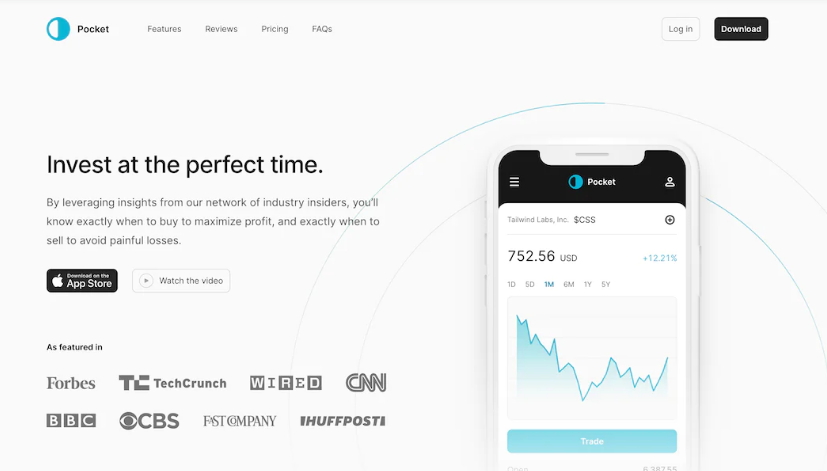 Pocket
Features
Reviews
Pricing
FAQs
Log in
Download
Invest at the perfect time.
By leveraging insights from our network of industry insiders, you'll
know exactly when to buy to maximize profit, and exactly when to
sell to avoid painful losses.
Download on the
App Store
Watch the video
As featured in
Forbes
TC TechCrunch
WIRED
CNN
BBC
CBS
FAST COMPANY
HUFFPOST
Pocket
Tailwind Labs, Inc. $CSS
752.56 USD
+12.21%
1D 5D 1M 6M 1Y 5Y
Trade
Open